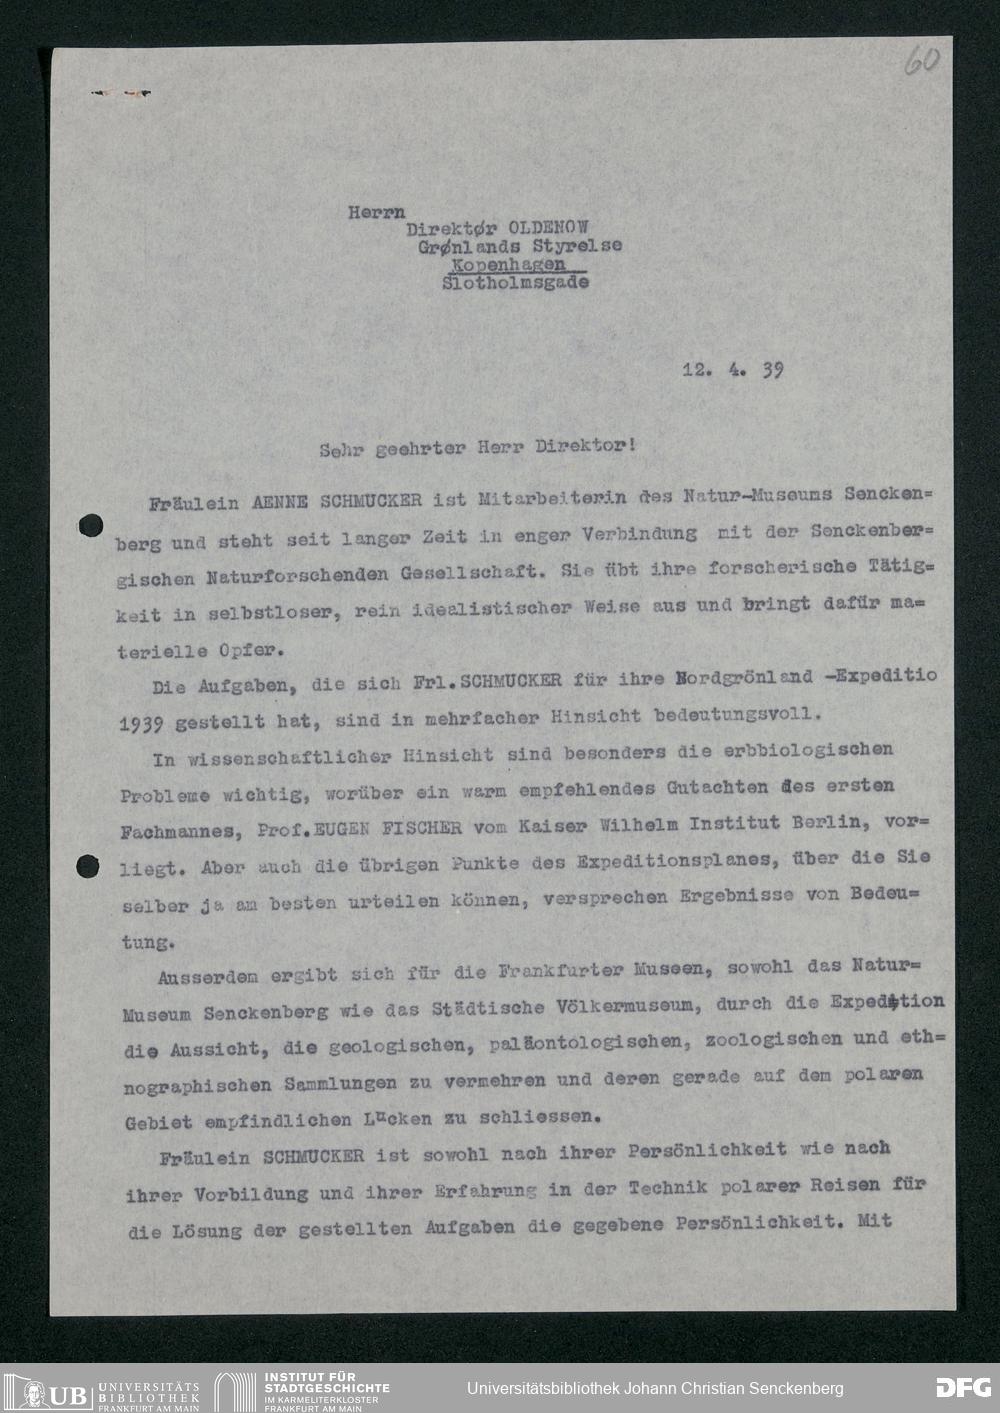 60
Herrn
Direktør OLDENOW
Grønlands Styrelse
Kopenhagen
Slotholmsgade
12. 4. 39
Sehr geehrter Herr Direktor!
Fräulein AENNE SCHMUCKER ist Mitarbeiterin des Natur-Museums Sencken=
berg und steht seit langer Zeit in enger Verbindung mit der Senckenber=
gischen Naturforschenden Gesellschaft. Sie übt ihre forscherische Tätig=
keit in selbstloser, rein idealistischer Weise aus und bringt dafür ma=
terielle Opfer.
Die Aufgaben, die sich Frl.SCHMUCKER für ihre Nordgrönland -Expeditio
1939 gestellt hat, sind in mehrfacher Hinsicht bedeutungsvoll.
In wissenschaftlicher Hinsicht sind besonders die erbbiologischen
Probleme wichtig, worüber ein warm empfehlendes Gutachten des ersten
Fachmannes, Prof.EUGEN FISCHER vom Kaiser Wilhelm Institut Berlin, vor=
liegt. Aber auch die übrigen Punkte des Expeditionsplanes, über die Sie
selber ja am besten urteilen können, versprechen Ergebnisse von Bedeu=
tung.
Ausserdem ergibt sich für die Frankfurter Museen, sowohl das Natur=
Museum Senckenberg wie das Städtische Völkermuseum, durch die Expedition
die Aussicht, die geologischen, paläontologischen, zoologischen und eth=
nographischen Sammlungen zu vermehren und deren gerade auf dem polaren
Gebiet empfindlichen Lücken zu schliessen.
Fräulein SCHMUCKER ist sowohl nach ihrer Persönlichkeit wie nach
ihrer Vorbildung und ihrer Erfahrung in der Technik polarer Reisen für
die Lösung der gestellten Aufgaben die gegebene Persönlichkeit. Mit
UB UNIVERSITÄTS
BIBLIOTHEK
FRANKFURT AM MAIN
INSTITUT FÜR
STADTGESCHICHTE
IM KARMELITERKLOSTER
FRANKFURT AM MAIN
Universitätsbibliothek Johann Christian Senckenberg
DFG